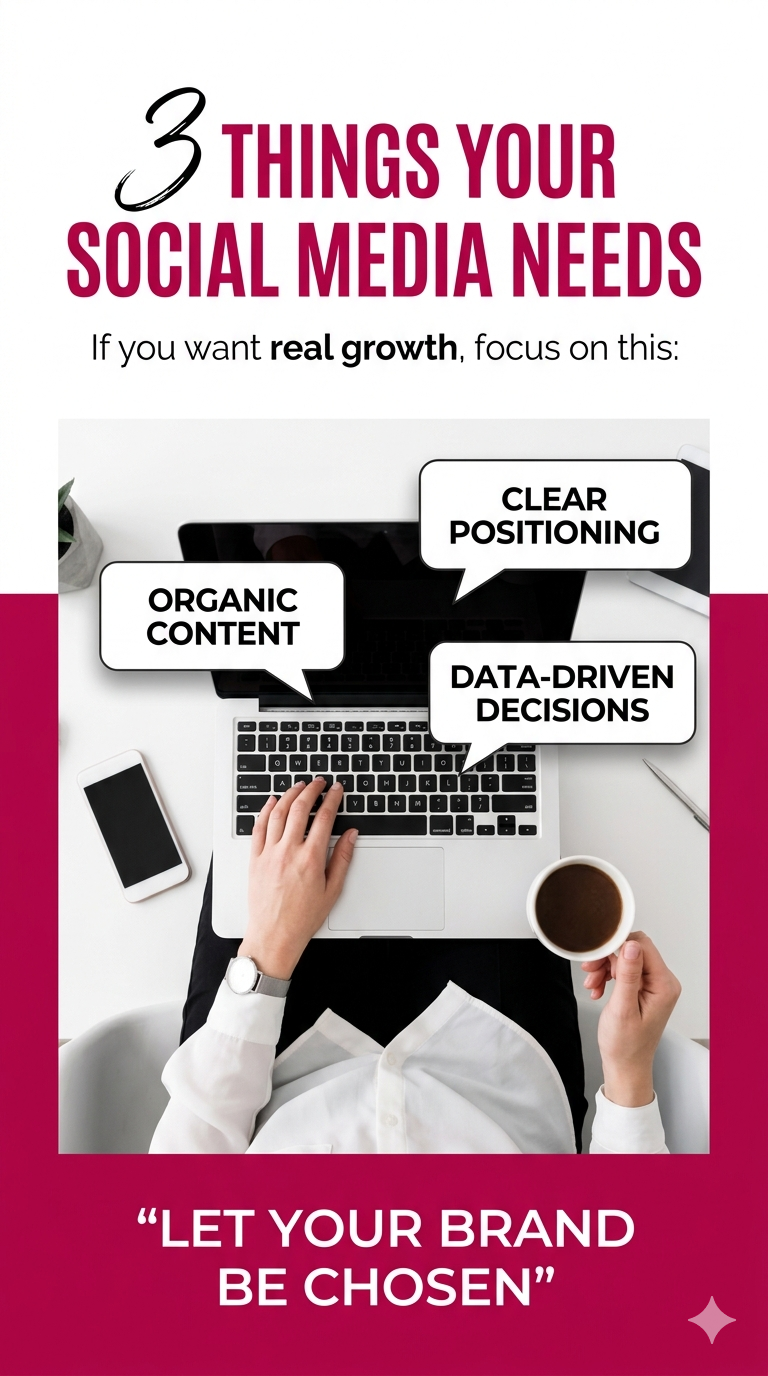 3 THINGS YOUR
SOCIAL MEDIA NEEDS
If you want real growth, focus on this:
CLEAR
POSITIONING
ORGANIC
CONTENT
DATA-DRIVEN
DECISIONS
“LET YOUR BRAND
BE CHOSEN”